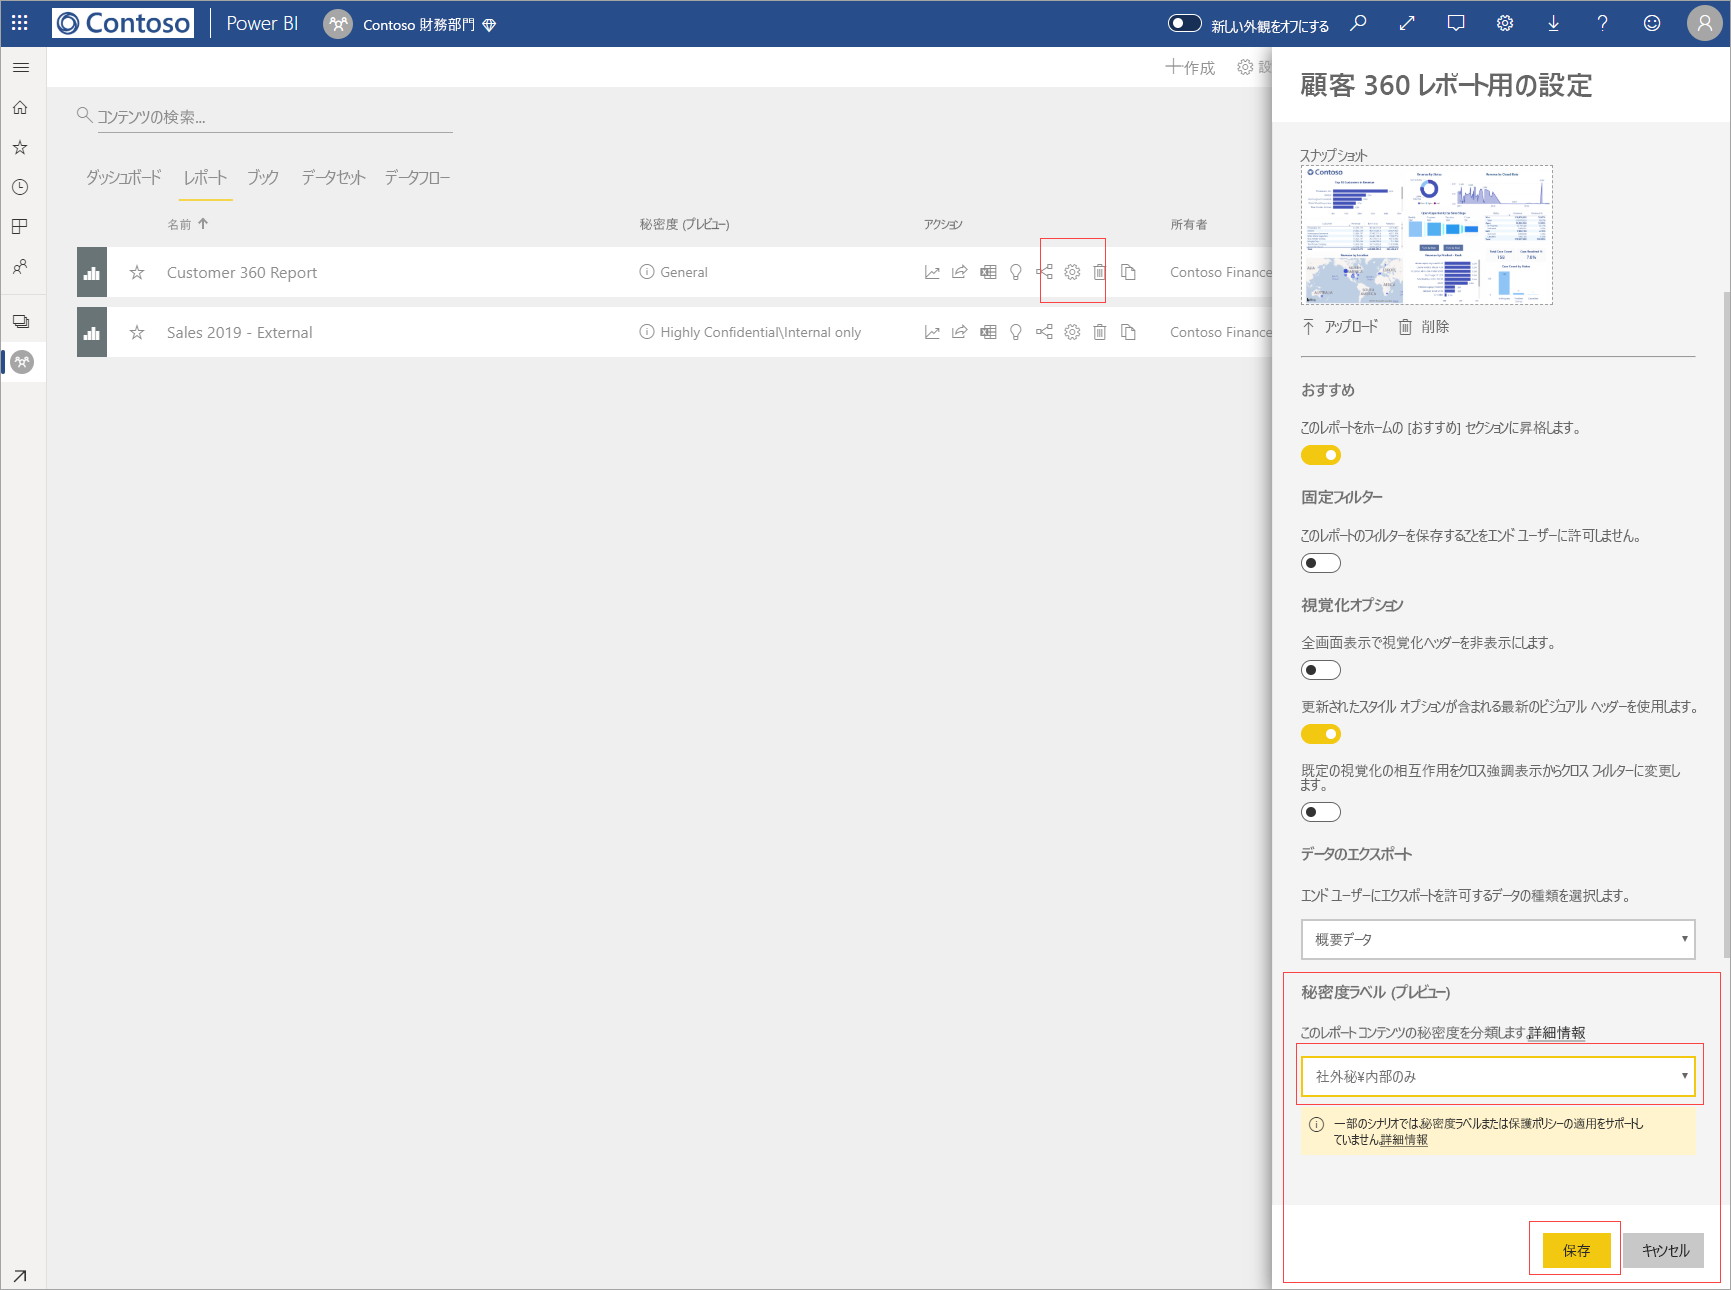 Contoso
Power BI
Contoso 財務部門
新しい外観をオフにする
作成
設
コンテンツの検索...
ダッシュボード
レポート
ブック
データセット
データフロー
名前
秘密度 (プレビュー)
アクション
所有者
Customer 360 Report
General
Contoso Finance
Sales 2019 - External
Highly Confidential\Internal only
Contoso Finance
顧客 360 レポート用の設定
スナップショット
Contoso
アップロード
削除
おすすめ
このレポートをホームの [おすすめ] セクションに昇格します。
固定フィルター
このレポートのフィルターを保存することをエンド ユーザーに許可しません。
視覚化オプション
全画面表示で視覚化ヘッダーを非表示にします。
更新されたスタイル オプションが含まれる最新のビジュアル ヘッダーを使用します。
既定の視覚化の相互作用をクロス強調表示からクロス フィルターに変更し
ます。
データのエクスポート
エンド ユーザーにエクスポートを許可するデータの種類を選択します。
概要データ
秘密度ラベル (プレビュー)
このレポート コンテンツの秘密度を分類します。詳細情報
社外秘¥内部のみ
一部のシナリオでは、秘密度ラベルまたは保護ポリシーの適用をサポートし
ていません。詳細情報
保存
キャンセル